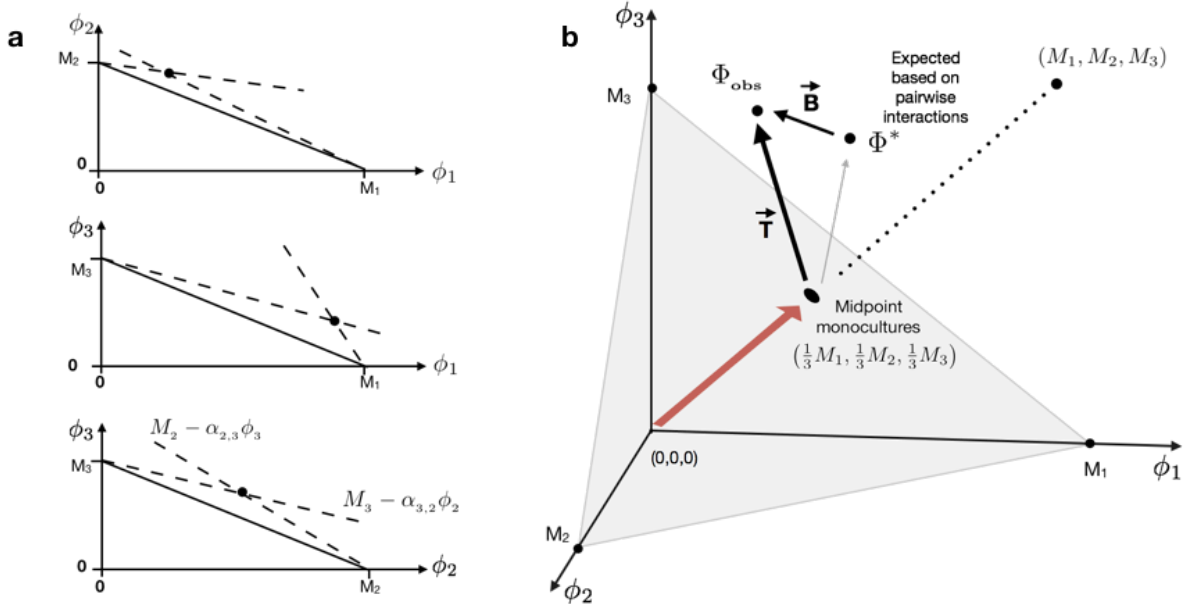 a
ϕ₂
M₂
0
0
M₁
ϕ₁
ϕ₃
M₃
0
0
M₁
ϕ₁
ϕ₃
M₂ − α₂,₃ϕ₃
M₃
M₃ − α₃,₂ϕ₂
0
0
M₂
ϕ₂
b
ϕ₃
M₃
Φobs
B⃗
Expected
based on
pairwise
interactions
(M₁, M₂, M₃)
Φ*
T⃗
Midpoint
monocultures
(⅓M₁, ⅓M₂, ⅓M₃)
(0,0,0)
M₁
ϕ₁
M₂
ϕ₂